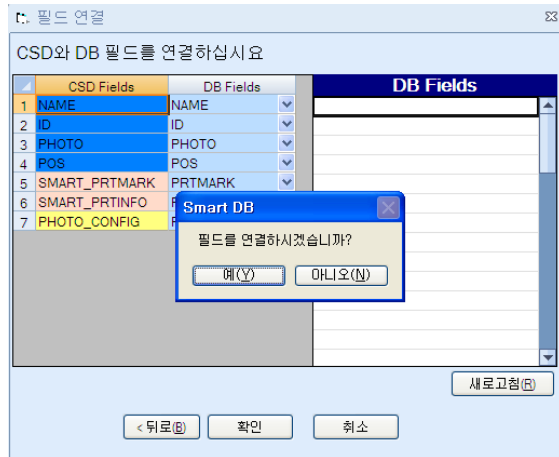 필드 연결
CSD와 DB 필드를 연결하십시요
CSD Fields DB Fields DB Fields
1 NAME NAME
2 ID ID
3 PHOTO PHOTO
4 POS POS
5 SMART_PRTMARK PRTMARK
6 SMART_PRTINFO
7 PHOTO_CONFIG
Smart DB
필드를 연결하시겠습니까?
예(Y) 아니오(N)
새로고침(R)
< 뒤로(B) 확인 취소